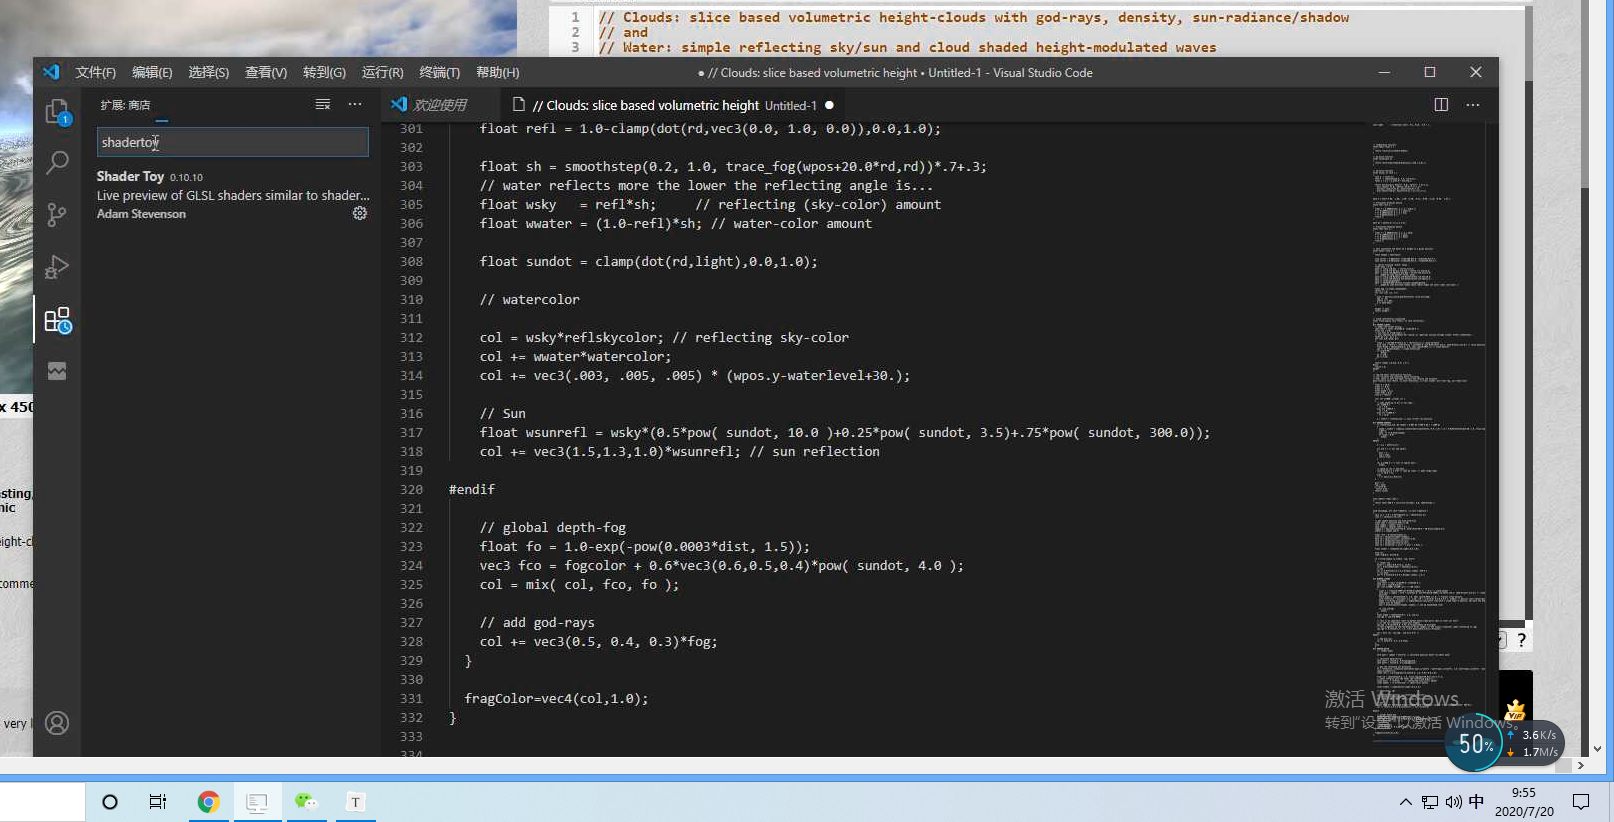 1 // Clouds: slice based volumetric height-clouds with god-rays, density, sun-radiance/shadow
2 // and
3 // Water: simple reflecting sky/sun and cloud shaded height-modulated waves
文件(F) 编辑(E) 选择(S) 查看(V) 转到(G) 运行(R) 终端(T) 帮助(H)
● // Clouds: slice based volumetric height • Untitled-1 - Visual Studio Code
扩展: 商店
欢迎使用
// Clouds: slice based volumetric height Untitled-1 ●
1
shadertoy
Shader Toy 0.10.10
Live preview of GLSL shaders similar to shader...
Adam Stevenson
301 float refl = 1.0-clamp(dot(rd,vec3(0.0, 1.0, 0.0)),0.0,1.0);
302
303 float sh = smoothstep(0.2, 1.0, trace_fog(wpos+20.0*rd,rd))*.7+.3;
304 // water reflects more the lower the reflecting angle is...
305 float wsky   = refl*sh;     // reflecting (sky-color) amount
306 float wwater = (1.0-refl)*sh; // water-color amount
307
308 float sundot = clamp(dot(rd,light),0.0,1.0);
309
310 // watercolor
311
312 col = wsky*reflskycolor; // reflecting sky-color
313 col += wwater*watercolor;
314 col += vec3(.003, .005, .005) * (wpos.y-waterlevel+30.);
315
316 // Sun
317 float wsunrefl = wsky*(0.5*pow( sundot, 10.0 )+0.25*pow( sundot, 3.5)+.75*pow( sundot, 300.0));
318 col += vec3(1.5,1.3,1.0)*wsunrefl; // sun reflection
319
320 #endif
321
322 // global depth-fog
323 float fo = 1.0-exp(-pow(0.0003*dist, 1.5));
324 vec3 fco = fogcolor + 0.6*vec3(0.6,0.5,0.4)*pow( sundot, 4.0 );
325 col = mix( col, fco, fo );
326
327 // add god-rays
328 col += vec3(0.5, 0.4, 0.3)*fog;
329 }
330
331 fragColor=vec4(col,1.0);
332 }
333
334
x 450
sting,
nic
eight-cl
comme
very l
?
VIP
激活 Windows
转到"设置"以激活 Windows。
50%
3.6K/s
1.7M/s
T
中
9:55
2020/7/20